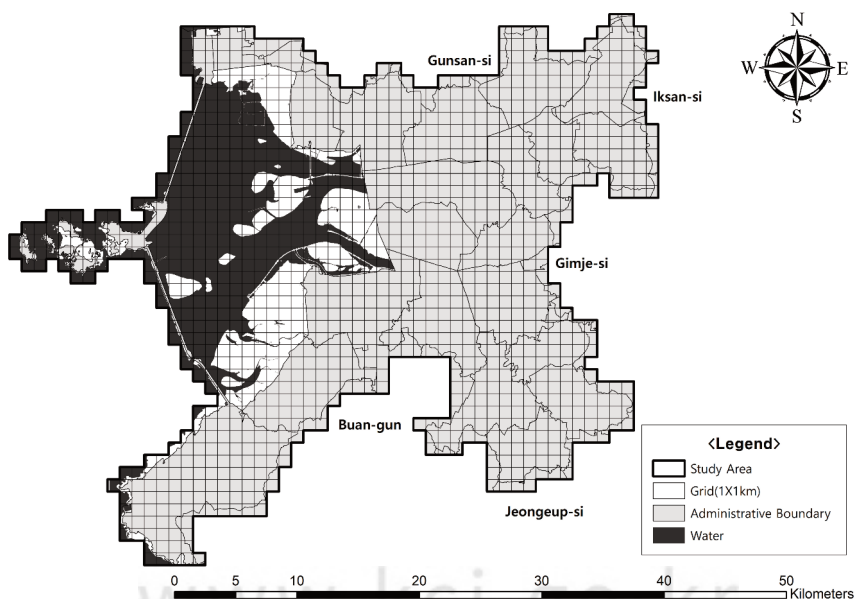 N
Gunsan-si
W
E
Iksan-si
S
Gimje-si
Buan-gun
<Legend>
Study Area
Grid(1X1km)
Administrative Boundary
Water
Jeongeup-si
0 5 10 20 30 40 50
Kilometers